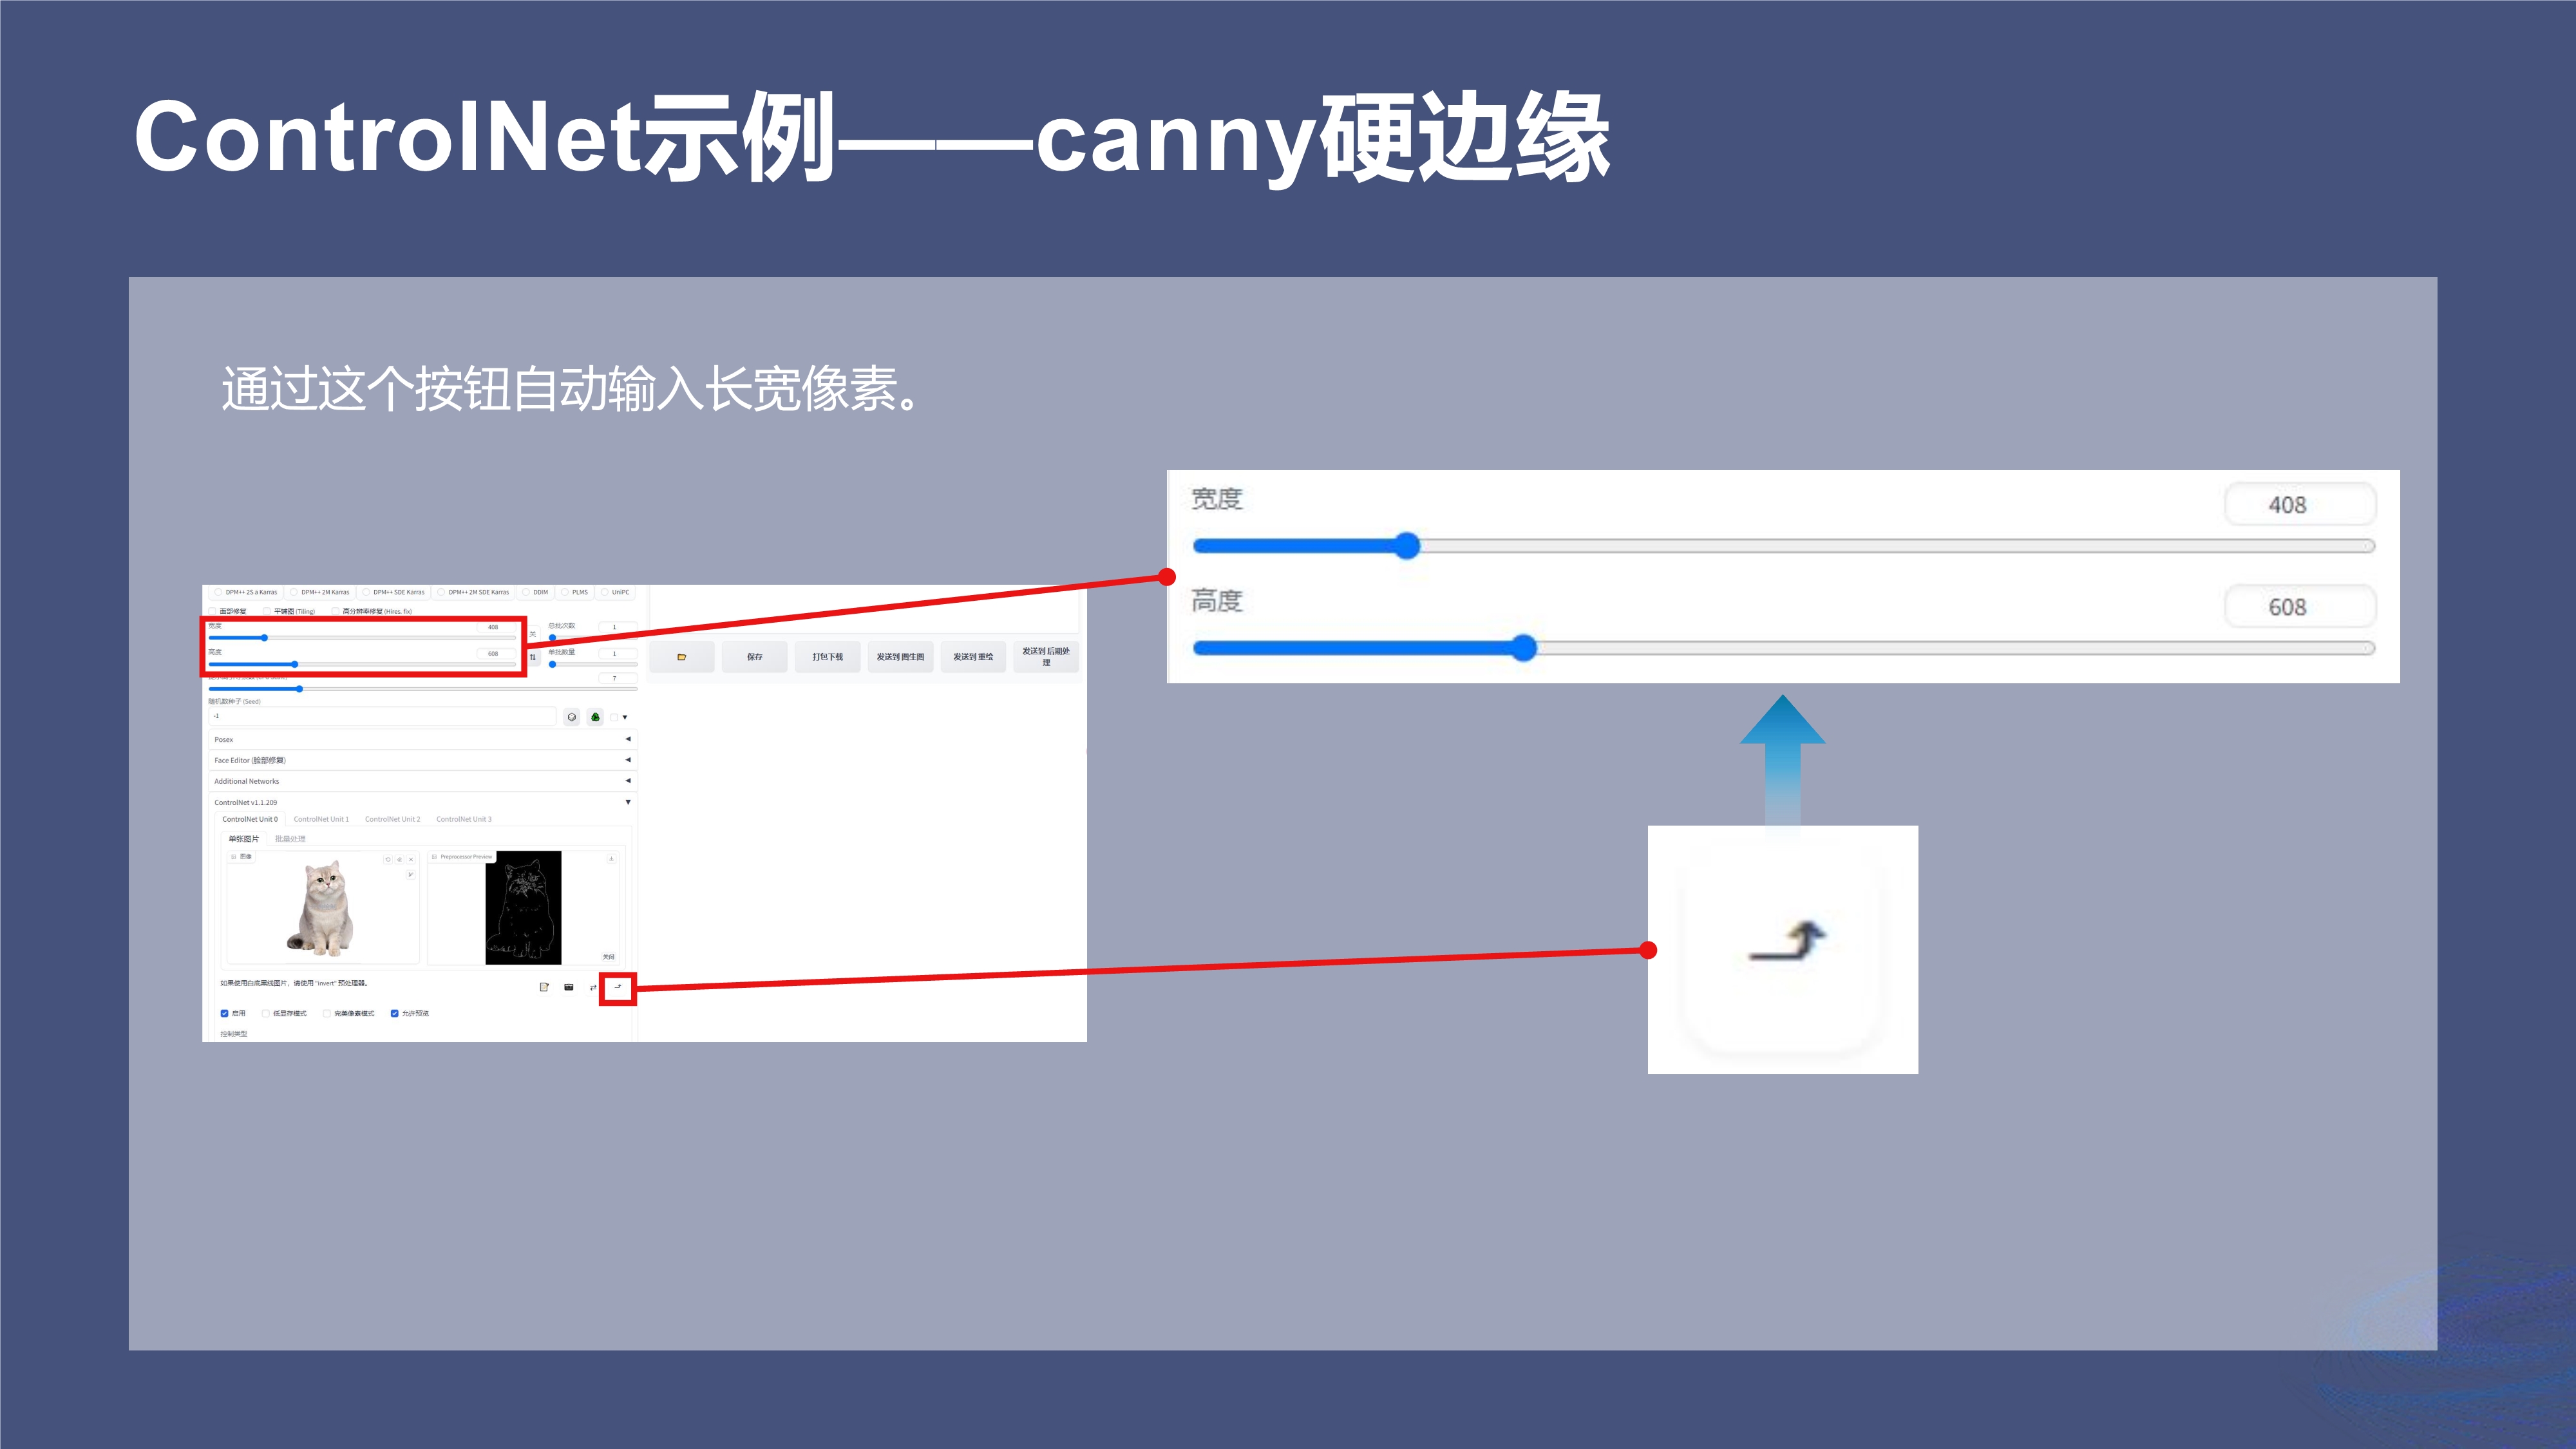 ControlNet示例——canny硬边缘
通过这个按钮自动输入长宽像素。
DPM++ 2S a Karras DPM++ 2M Karras DPM++ SDE Karras DPM++ 2M SDE Karras DDIM PLMS UniPC
面部修复 平铺图 (Tiling) 高分辨率修复 (Hires. fix)
宽度 408 总批次数 1
高度 608 单批数量 1
7
随机数种子 (Seed)
-1
Posex
Face Editor (脸部修复)
Additional Networks
ControlNet v1.1.209
ControlNet Unit 0 ControlNet Unit 1 ControlNet Unit 2 ControlNet Unit 3
单张图片 批量处理
图像 Preprocessor Preview
关闭
如果使用白底黑线图片，请使用 "invert" 预处理器。
启用 低显存模式 完美像素模式 允许预览
控制类型
保存 打包下载 发送到 图生图 发送到 重绘 发送到 后期处
理
宽度 408
高度 608